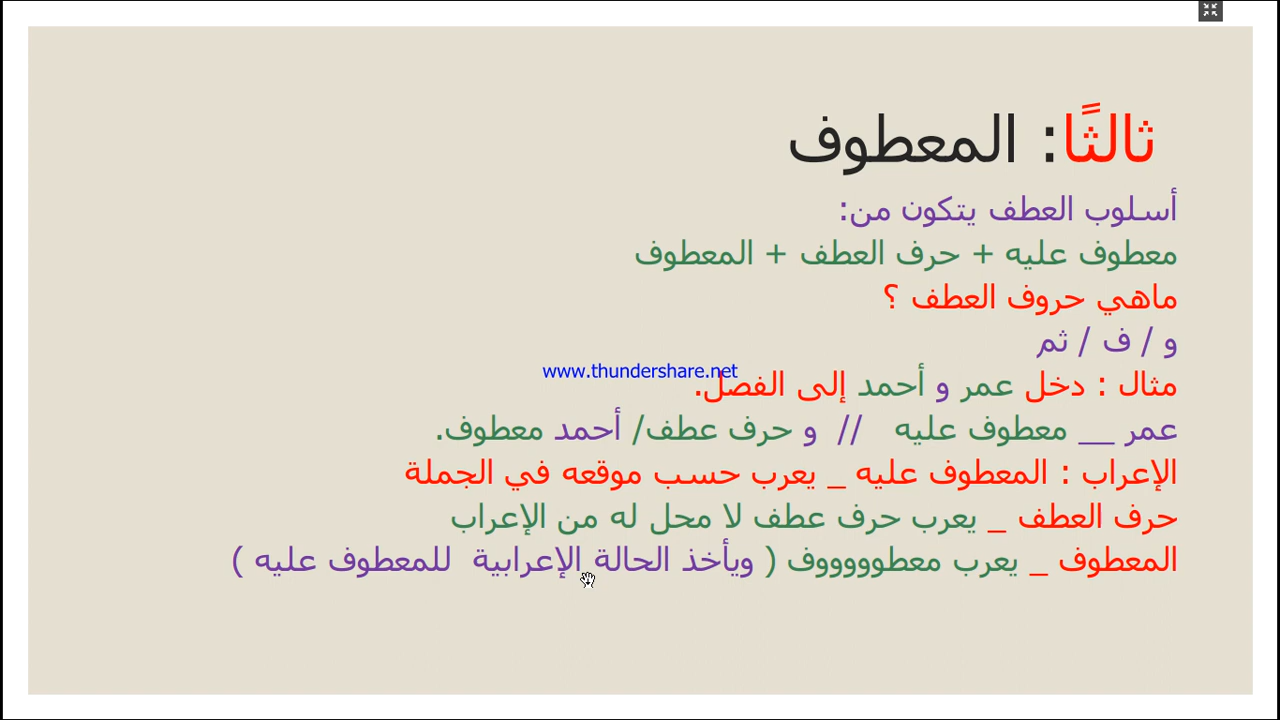 ثالثًا: المعطوف
أسلوب العطف يتكون من:
معطوف عليه + حرف العطف + المعطوف
ماهي حروف العطف ؟
و / ف / ثم
www.thundershare.net
مثال : دخل عمر و أحمد إلى الفصل.
عمر __ معطوف عليه // و حرف عطف/ أحمد معطوف.
الإعراب : المعطوف عليه _ يعرب حسب موقعه في الجملة
حرف العطف _ يعرب حرف عطف لا محل له من الإعراب
المعطوف _ يعرب معطوووووف ( ويأخذ الحالة الإعرابية للمعطوف عليه )